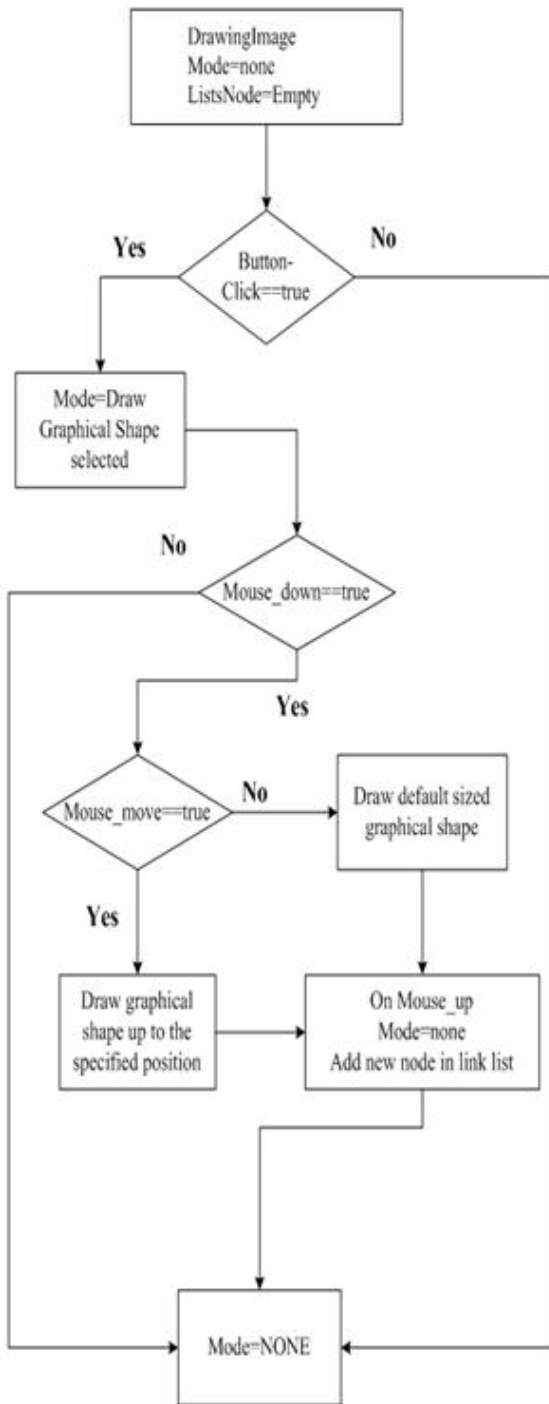 DrawingImage
Mode=none
ListsNode=Empty
Yes
No
Button-
Click==true
Mode=Draw
Graphical Shape
selected
No
Mouse_down==true
Yes
Mouse_move==true
No
Draw default sized
graphical shape
Yes
Draw graphical
shape up to the
specified position
On Mouse_up
Mode=none
Add new node in link list
Mode=NONE